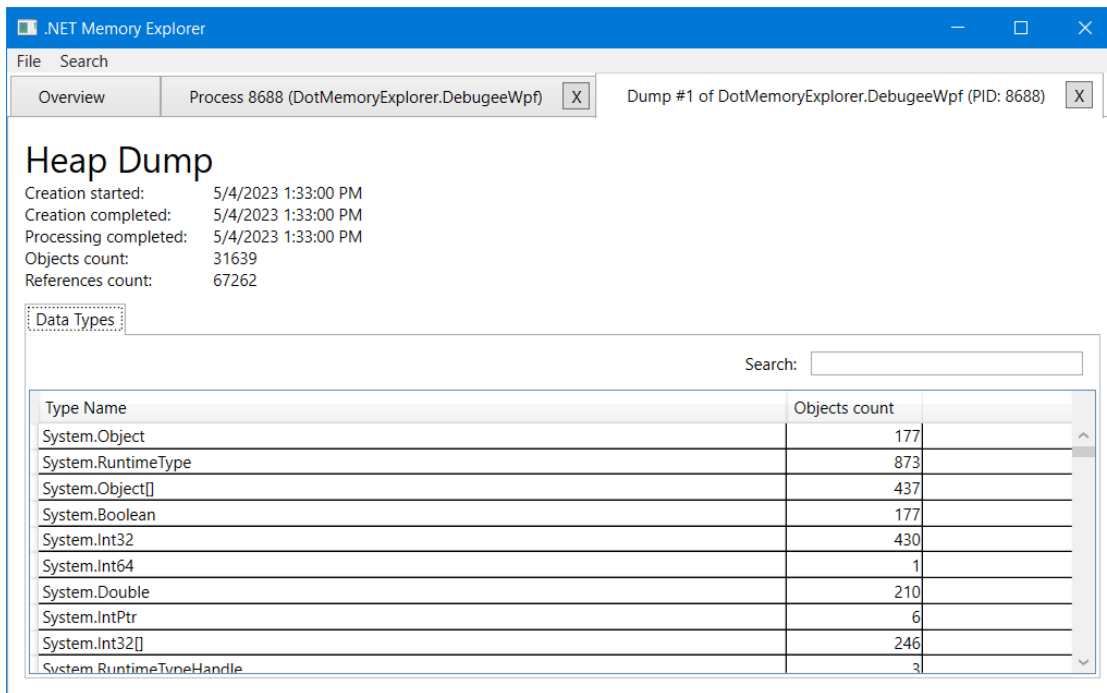 .NET Memory Explorer
File Search
Overview Process 8688 (DotMemoryExplorer.DebugeeWpf) X Dump #1 of DotMemoryExplorer.DebugeeWpf (PID: 8688) X
Heap Dump
Creation started: 5/4/2023 1:33:00 PM
Creation completed: 5/4/2023 1:33:00 PM
Processing completed: 5/4/2023 1:33:00 PM
Objects count: 31639
References count: 67262
Data Types
Search:
Type Name Objects count
System.Object 177
System.RuntimeType 873
System.Object[] 437
System.Boolean 177
System.Int32 430
System.Int64 1
System.Double 210
System.IntPtr 6
System.Int32[] 246
System.RuntimeTypeHandle 3